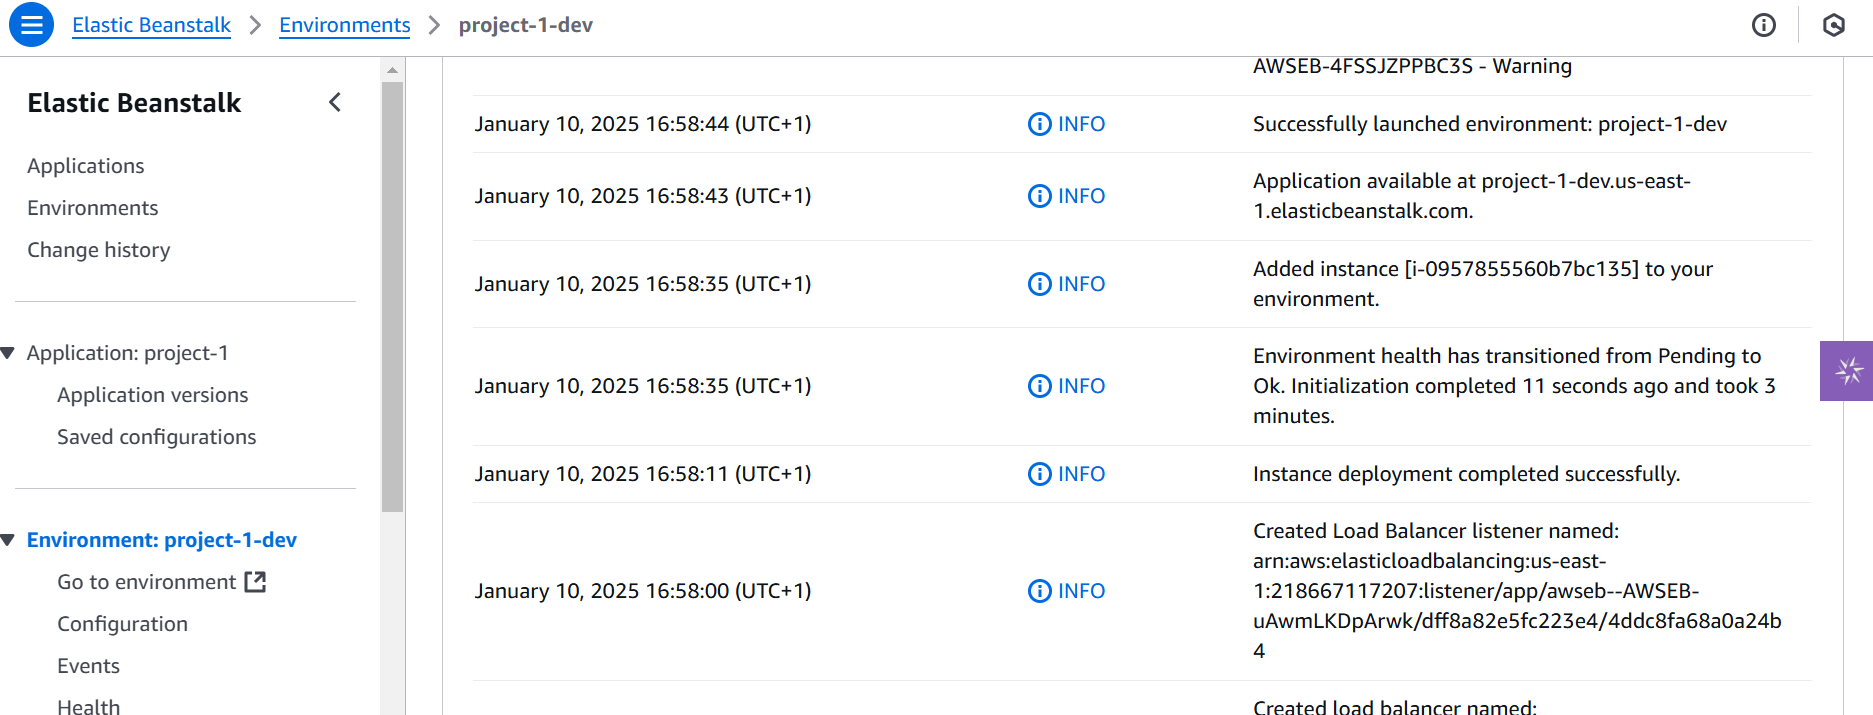 Elastic Beanstalk > Environments > project-1-dev
Elastic Beanstalk
Applications
Environments
Change history
Application: project-1
Application versions
Saved configurations
Environment: project-1-dev
Go to environment
Configuration
Events
Health
AWSEB-4FSSJZPPBC3S - Warning
January 10, 2025 16:58:44 (UTC+1) INFO Successfully launched environment: project-1-dev
January 10, 2025 16:58:43 (UTC+1) INFO Application available at project-1-dev.us-east-
1.elasticbeanstalk.com.
January 10, 2025 16:58:35 (UTC+1) INFO Added instance [i-0957855560b7bc135] to your
environment.
January 10, 2025 16:58:35 (UTC+1) INFO Environment health has transitioned from Pending to
Ok. Initialization completed 11 seconds ago and took 3
minutes.
January 10, 2025 16:58:11 (UTC+1) INFO Instance deployment completed successfully.
January 10, 2025 16:58:00 (UTC+1) INFO Created Load Balancer listener named:
arn:aws:elasticloadbalancing:us-east-
1:218667117207:listener/app/awseb--AWSEB-
uAwmLKDpArwk/dff8a82e5fc223e4/4ddc8fa68a0a24b
4
Created load balancer named: